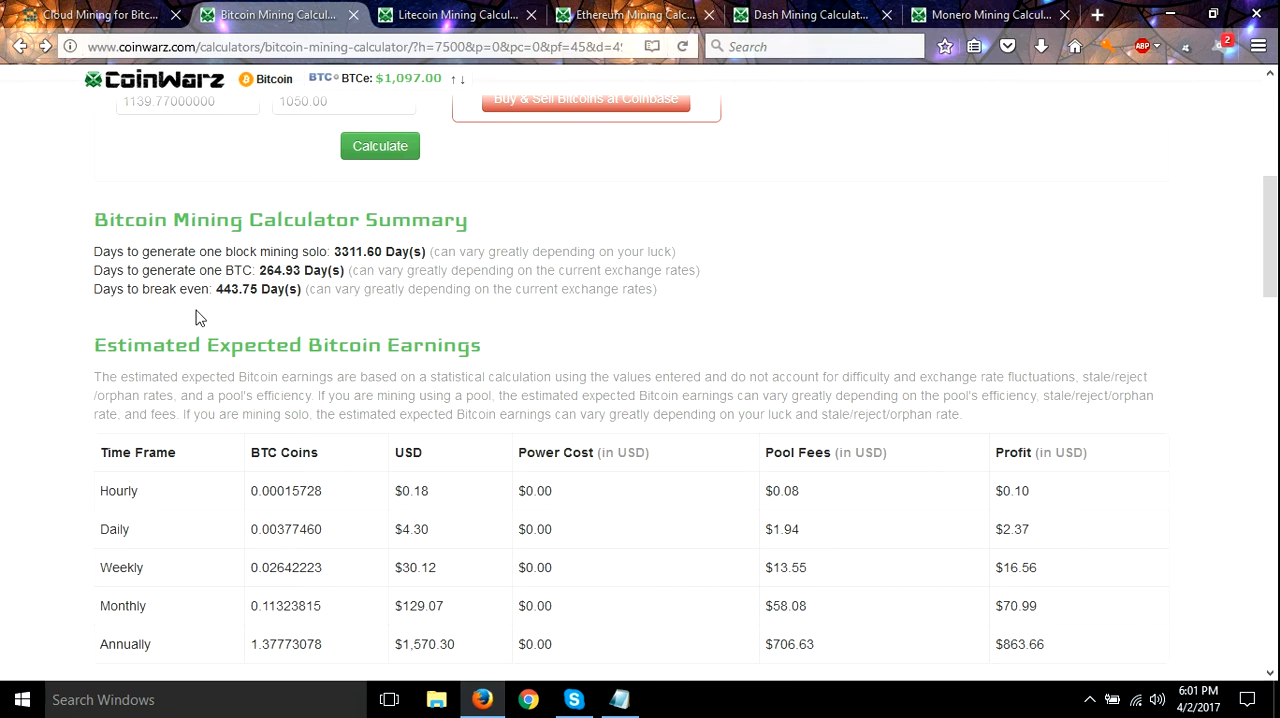 Cloud Mining for Bitc...
Bitcoin Mining Calcul...
Litecoin Mining Calcul...
Ethereum Mining Calc...
Dash Mining Calculat...
Monero Mining Calcul...
www.coinwarz.com/calculators/bitcoin-mining-calculator/?h=7500&p=0&pc=0&pf=45&d=49
Search
ABP
2
CoinWarz
Bitcoin
BTC BTCe: $1,097.00 ↑ ↓
1139.77000000
1050.00
Buy & Sell Bitcoins at Coinbase
Calculate
Bitcoin Mining Calculator Summary
Days to generate one block mining solo: 3311.60 Day(s) (can vary greatly depending on your luck)
Days to generate one BTC: 264.93 Day(s) (can vary greatly depending on the current exchange rates)
Days to break even: 443.75 Day(s) (can vary greatly depending on the current exchange rates)
Estimated Expected Bitcoin Earnings
The estimated expected Bitcoin earnings are based on a statistical calculation using the values entered and do not account for difficulty and exchange rate fluctuations, stale/reject
/orphan rates, and a pool's efficiency. If you are mining using a pool, the estimated expected Bitcoin earnings can vary greatly depending on the pool's efficiency, stale/reject/orphan
rate, and fees. If you are mining solo, the estimated expected Bitcoin earnings can vary greatly depending on your luck and stale/reject/orphan rate.
Time Frame BTC Coins USD Power Cost (in USD) Pool Fees (in USD) Profit (in USD)
Hourly 0.00015728 $0.18 $0.00 $0.08 $0.10
Daily 0.00377460 $4.30 $0.00 $1.94 $2.37
Weekly 0.02642223 $30.12 $0.00 $13.55 $16.56
Monthly 0.11323815 $129.07 $0.00 $58.08 $70.99
Annually 1.37773078 $1,570.30 $0.00 $706.63 $863.66
Search Windows
6:01 PM
4/2/2017